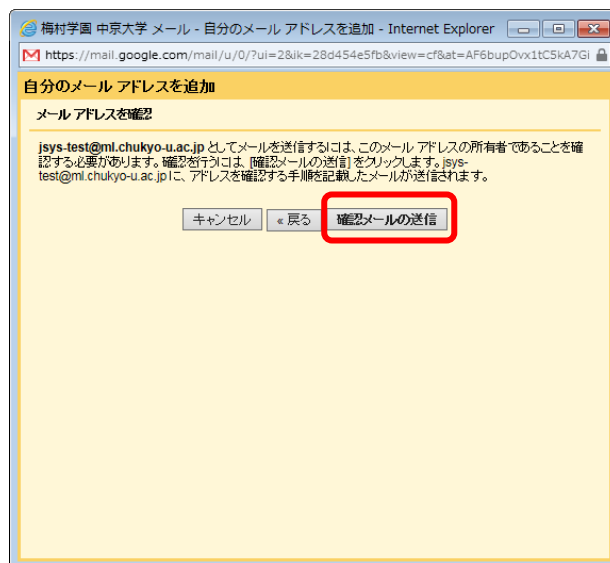 梅村学園 中京大学 メール - 自分のメール アドレスを追加 - Internet Explorer
https://mail.google.com/mail/u/0/?ui=2&ik=28d454e5fb&view=cf&at=AF6bupOvx1tC5kA7Gi
自分のメール アドレスを追加
メール アドレスを確認
jsys-test@ml.chukyo-u.ac.jp としてメールを送信するには、このメール アドレスの所有者であることを確
認する必要があります。確認を行うには、[確認メールの送信] をクリックします。jsys-
test@ml.chukyo-u.ac.jp に、アドレスを確認する手順を記載したメールが送信されます。
キャンセル « 戻る 確認メールの送信